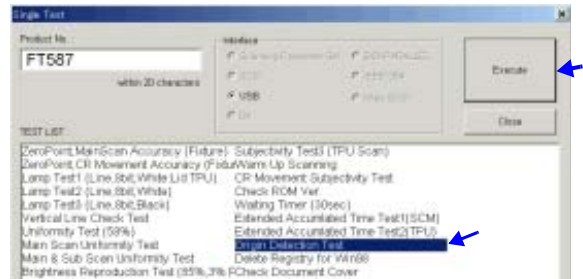 Single Test
Product No.
FT587
within 20 characters
Interface
USB
Execute
Close
TEST LIST
ZeroPoint,MainScan Accuracy (Fixture)
Subjectivity Test3 (TPU Scan)
ZeroPoint,CR Movement Accuracy (Fixtur
Warm Up Scanning
Lamp Test1 (Line,8bit,White,Lid TPU)
CR Movement Subjectivity Test
Lamp Test2 (Line,8bit,White)
Check ROM Ver
Lamp Test3 (Line,8bit,Black)
Waiting Timer (30sec)
Vertical Line Check Test
Extended Accumlated Time Test1(SCM)
Uniformity Test (58%)
Extended Accumlated Time Test2(TPU)
Main Scan Uniformity Test
Origin Detection Test
Main & Sub Scan Uniformity Test
Delete Registry for Win98
Brightness Reproduction Test (85%,3% R
Check Document Cover